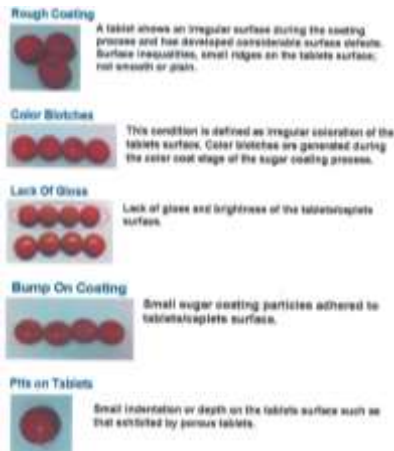 Rough Coating
A tablet shows an irregular surface during the coating
process and has developed considerable surface defects.
Surface inequalities, small ridges on the tablets surface;
not smooth or plain.
Color Blotches
This condition is defined as irregular coloration of the
tablets surface. Color blotches are generated during
the color coat stage of the sugar coating process.
Lack Of Gloss
Lack of gloss and brightness of the tablets/caplets
surface.
Bump On Coating
Small sugar coating particles adhered to
tablets/caplets surface.
Pits on Tablets
Small indentation or depth on the tablets surface such as
that exhibited by porous tablets.